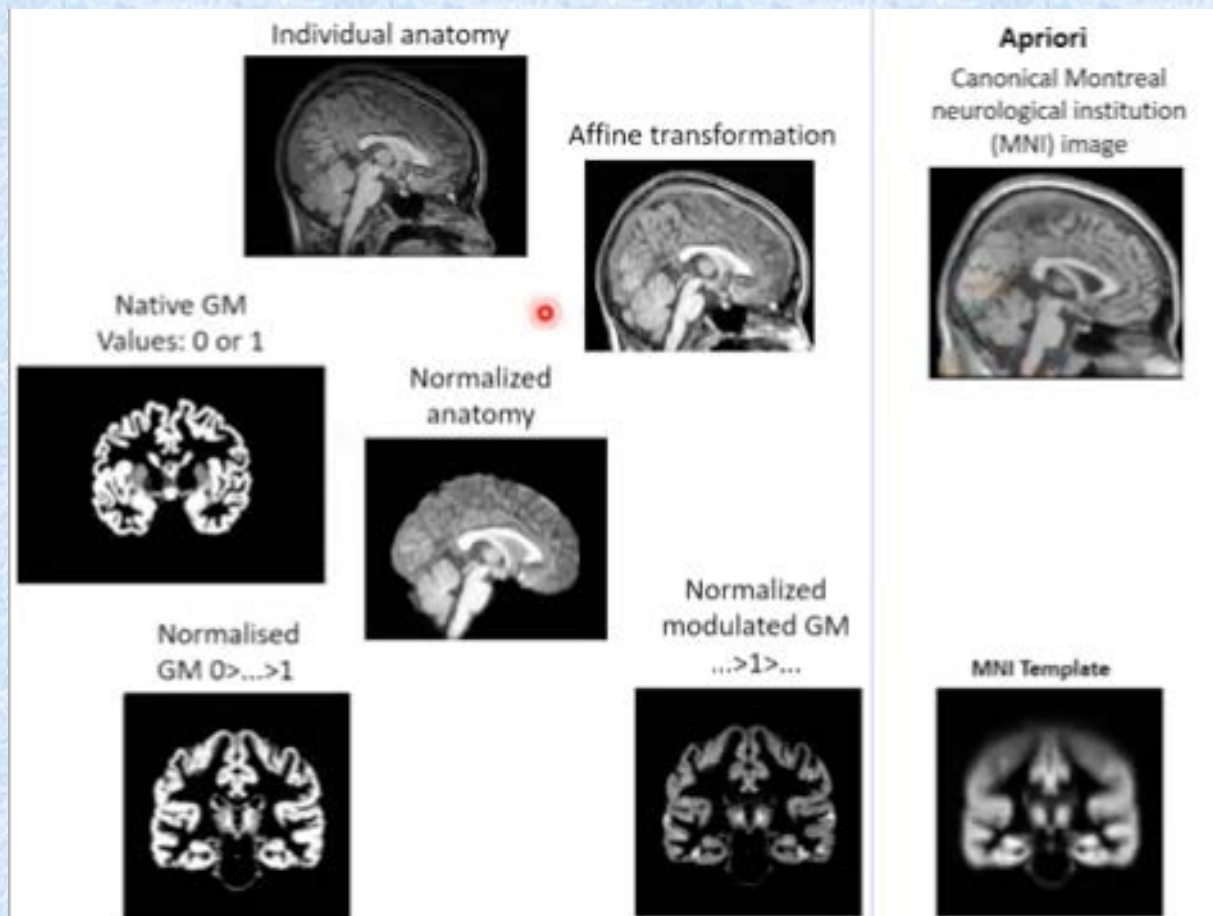 Individual anatomy
Affine transformation
Native GM
Values: 0 or 1
Normalized
anatomy
Normalised
GM 0>...>1
Normalized
modulated GM
...>1>...
Apriori
Canonical Montreal
neurological institution
(MNI) image
MNI Template